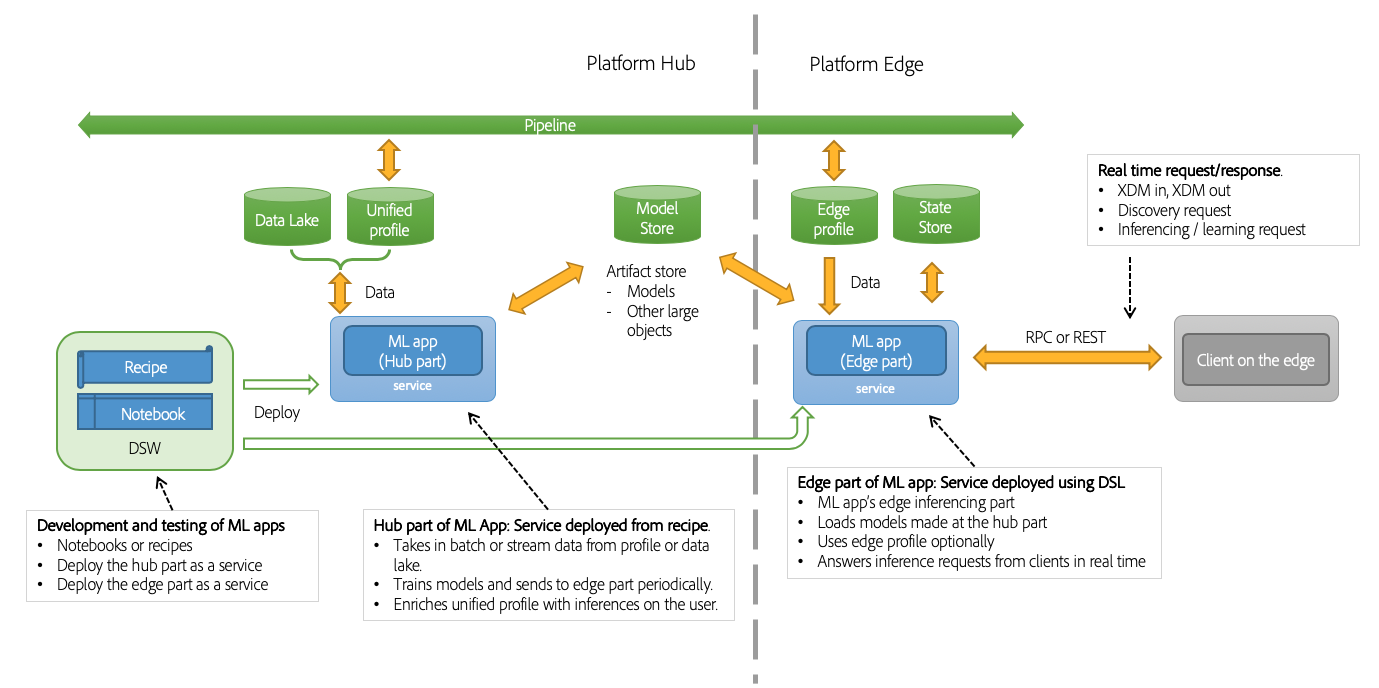 Platform Hub
Platform Edge
Pipeline
Data Lake
Unified
profile
Model
Store
Edge
profile
State
Store
Real time request/response.
• XDM in, XDM out
• Discovery request
• Inferencing / learning request
Data
Artifact store
- Models
- Other large
objects
Data
ML app
(Hub part)
service
ML app
(Edge part)
service
RPC or REST
Client on the edge
Recipe
Notebook
DSW
Deploy
Development and testing of ML apps
• Notebooks or recipes
• Deploy the hub part as a service
• Deploy the edge part as a service
Hub part of ML App: Service deployed from recipe.
• Takes in batch or stream data from profile or data
lake.
• Trains models and sends to edge part periodically.
• Enriches unified profile with inferences on the user.
Edge part of ML app: Service deployed using DSL
• ML app's edge inferencing part
• Loads models made at the hub part
• Uses edge profile optionally
• Answers inference requests from clients in real time